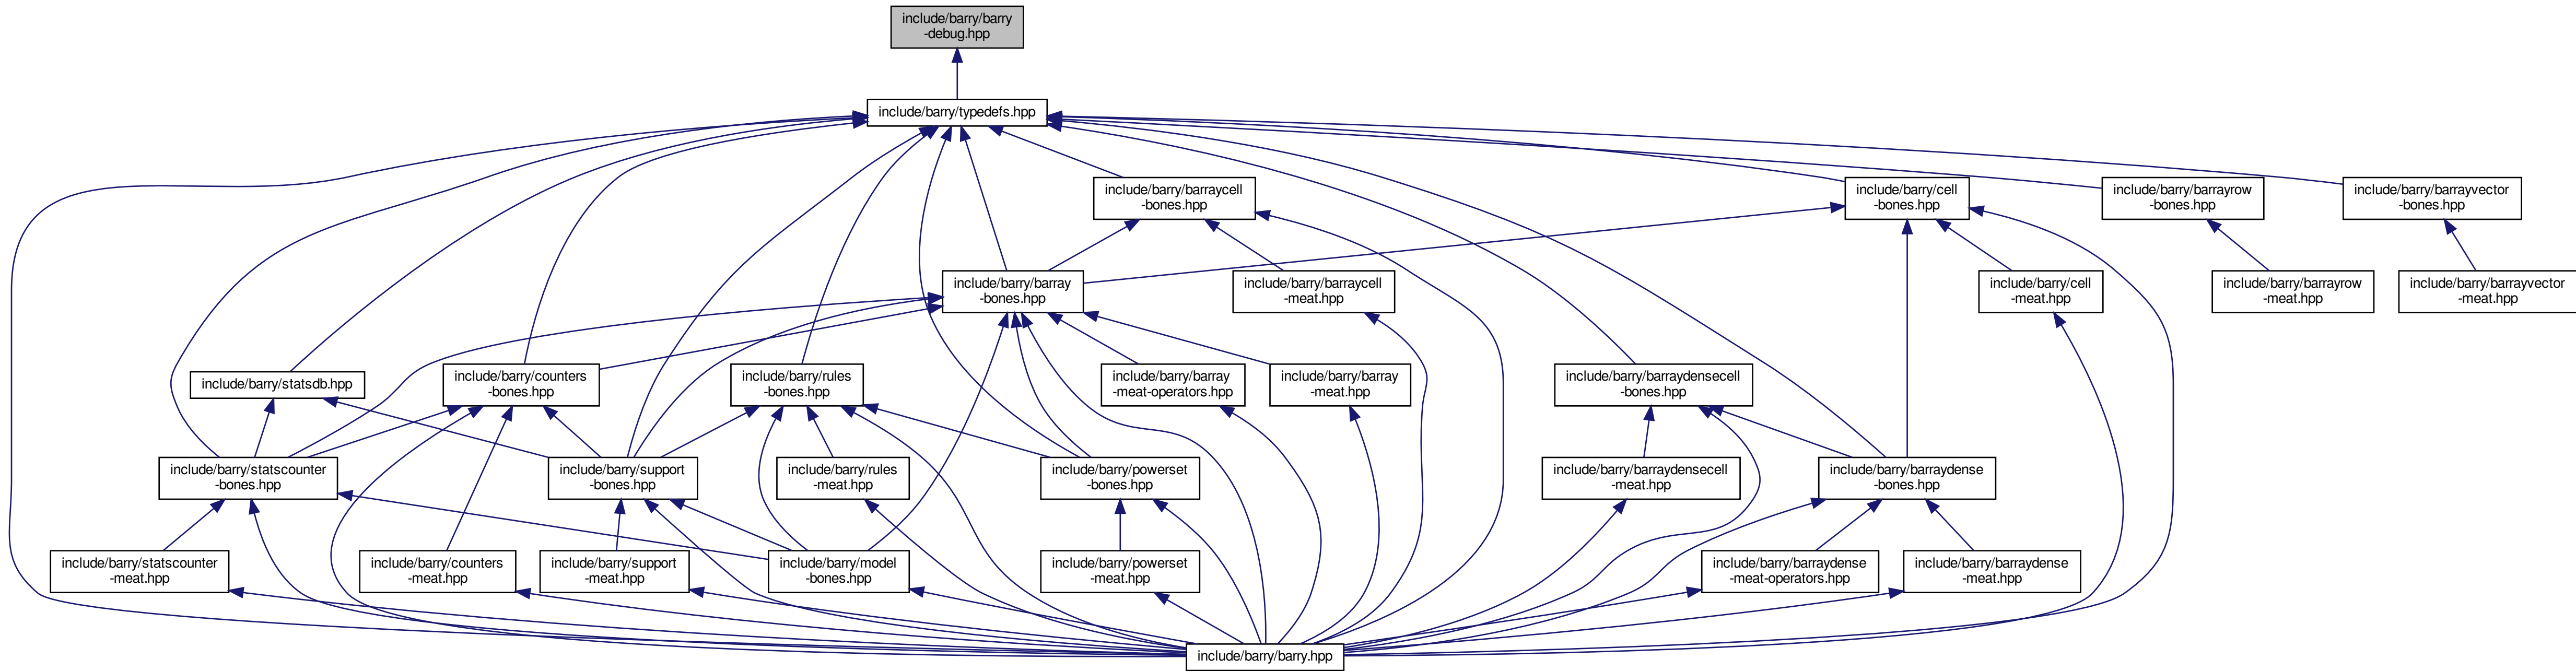 include/barry/barry
-debug.hpp
include/barry/typedefs.hpp
include/barry/barraycell
-bones.hpp
include/barry/cell
-bones.hpp
include/barry/barrayrow
-bones.hpp
include/barry/barrayvector
-bones.hpp
include/barry/barray
-bones.hpp
include/barry/barraycell
-meat.hpp
include/barry/cell
-meat.hpp
include/barry/barrayrow
-meat.hpp
include/barry/barrayvector
-meat.hpp
include/barry/statsdb.hpp
include/barry/counters
-bones.hpp
include/barry/rules
-bones.hpp
include/barry/barray
-meat-operators.hpp
include/barry/barray
-meat.hpp
include/barry/barraydensecell
-bones.hpp
include/barry/statscounter
-bones.hpp
include/barry/support
-bones.hpp
include/barry/rules
-meat.hpp
include/barry/powerset
-bones.hpp
include/barry/barraydensecell
-meat.hpp
include/barry/barraydense
-bones.hpp
include/barry/statscounter
-meat.hpp
include/barry/counters
-meat.hpp
include/barry/support
-meat.hpp
include/barry/model
-bones.hpp
include/barry/powerset
-meat.hpp
include/barry/barraydense
-meat-operators.hpp
include/barry/barraydense
-meat.hpp
include/barry/barry.hpp